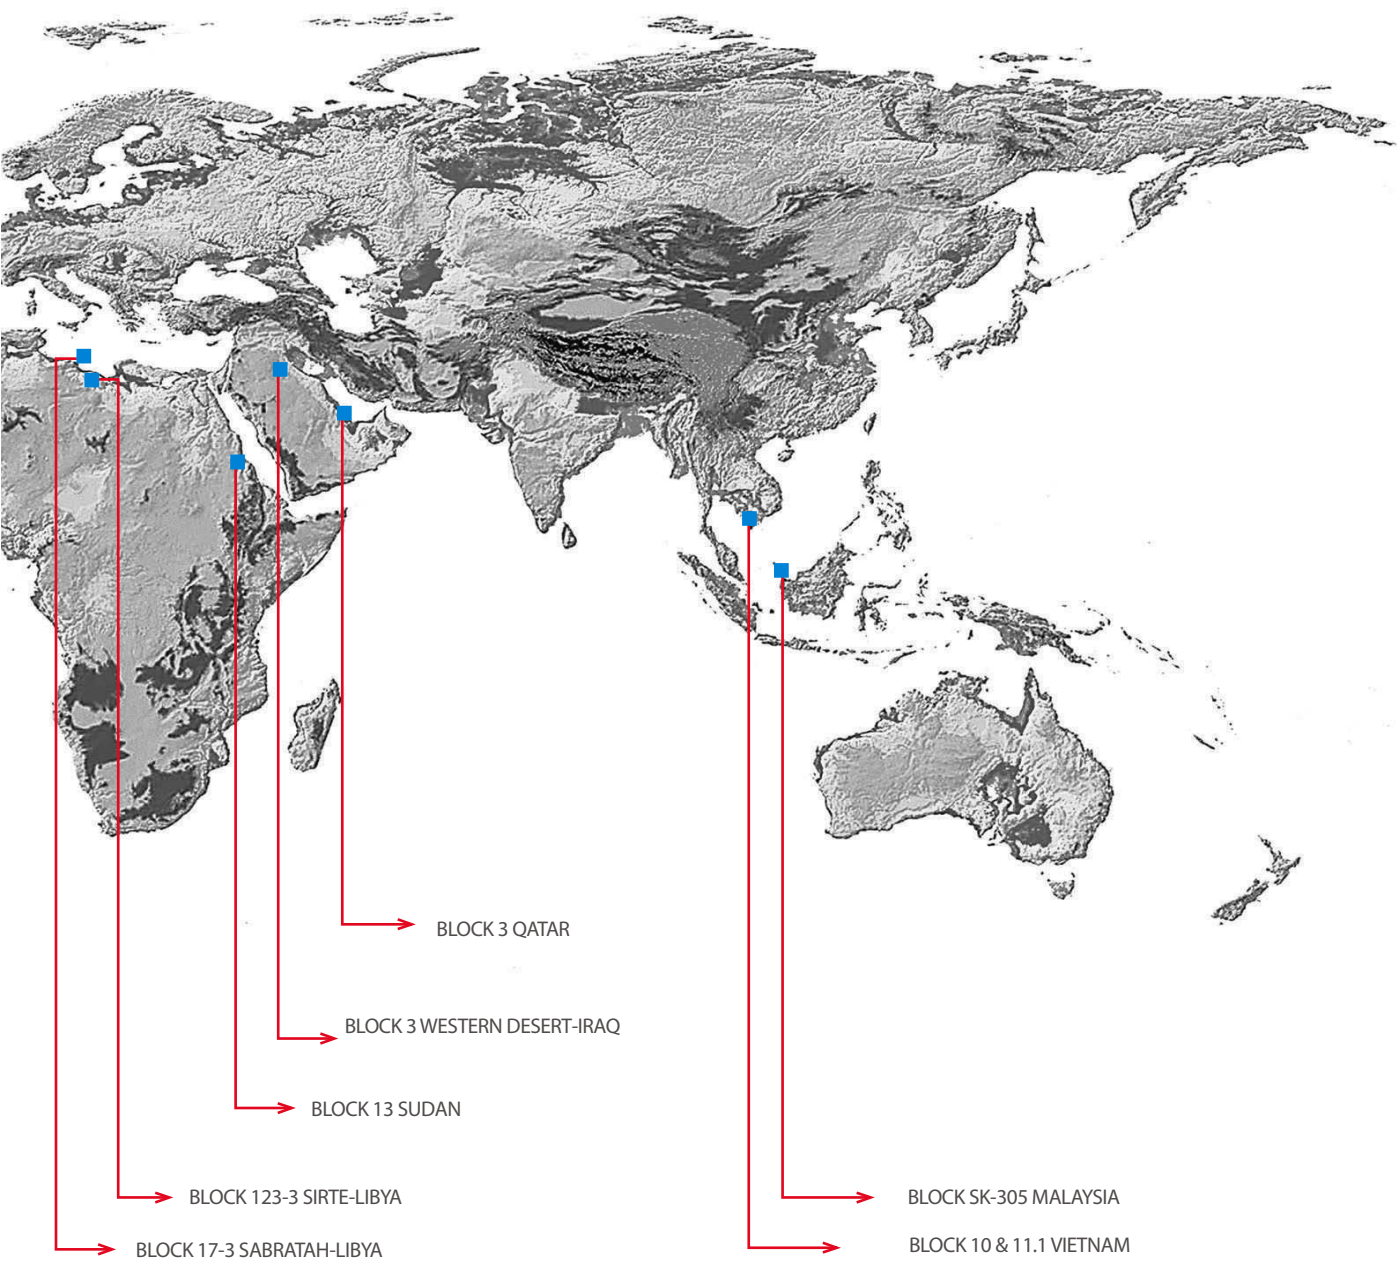 BLOCK 3 QATAR
BLOCK 3 WESTERN DESERT-IRAQ
BLOCK 13 SUDAN
BLOCK 123-3 SIRTE-LIBYA
BLOCK SK-305 MALAYSIA
BLOCK 17-3 SABRATAH-LIBYA
BLOCK 10 & 11.1 VIETNAM